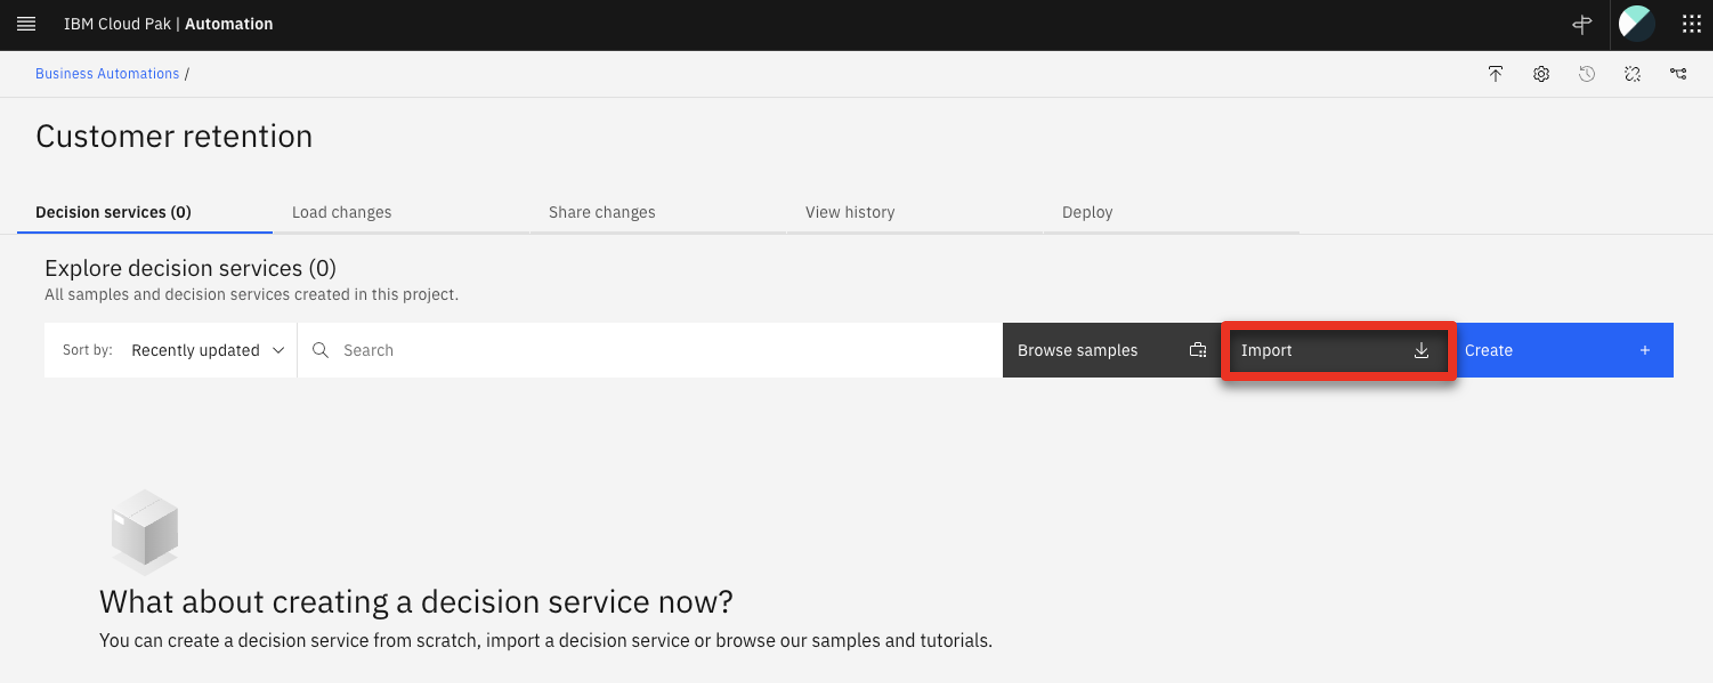 IBM Cloud Pak | Automation
Business Automations /
Customer retention
Decision services (0) Load changes Share changes View history Deploy
Explore decision services (0)
All samples and decision services created in this project.
Sort by: Recently updated Search Browse samples Import Create +
What about creating a decision service now?
You can create a decision service from scratch, import a decision service or browse our samples and tutorials.